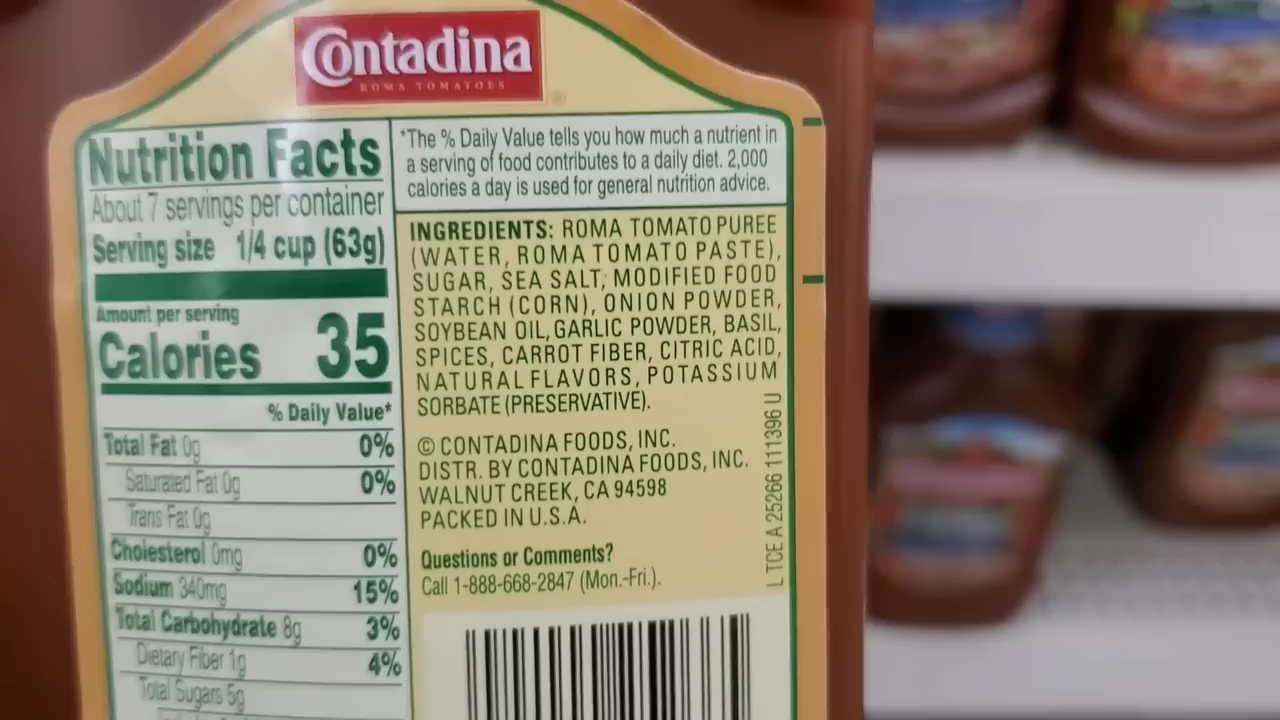 Contadina
ROMA TOMATOES
®
Nutrition Facts
About 7 servings per container
Serving size 1/4 cup (63g)
Amount per serving
Calories 35
% Daily Value*
Total Fat 0g 0%
Saturated Fat 0g 0%
Trans Fat 0g
Cholesterol 0mg 0%
Sodium 340mg 15%
Total Carbohydrate 8g 3%
Dietary Fiber 1g 4%
Total Sugars 5g
*The % Daily Value tells you how much a nutrient in
a serving of food contributes to a daily diet. 2,000
calories a day is used for general nutrition advice.
INGREDIENTS: ROMA TOMATO PUREE
(WATER, ROMA TOMATO PASTE),
SUGAR, SEA SALT, MODIFIED FOOD
STARCH (CORN), ONION POWDER,
SOYBEAN OIL, GARLIC POWDER, BASIL,
SPICES, CARROT FIBER, CITRIC ACID,
NATURAL FLAVORS, POTASSIUM
SORBATE (PRESERVATIVE).
© CONTADINA FOODS, INC.
DISTR. BY CONTADINA FOODS, INC.
WALNUT CREEK, CA 94598
PACKED IN U.S.A.
Questions or Comments?
Call 1-888-668-2847 (Mon.-Fri.).
L TCE A 25266 111396 U